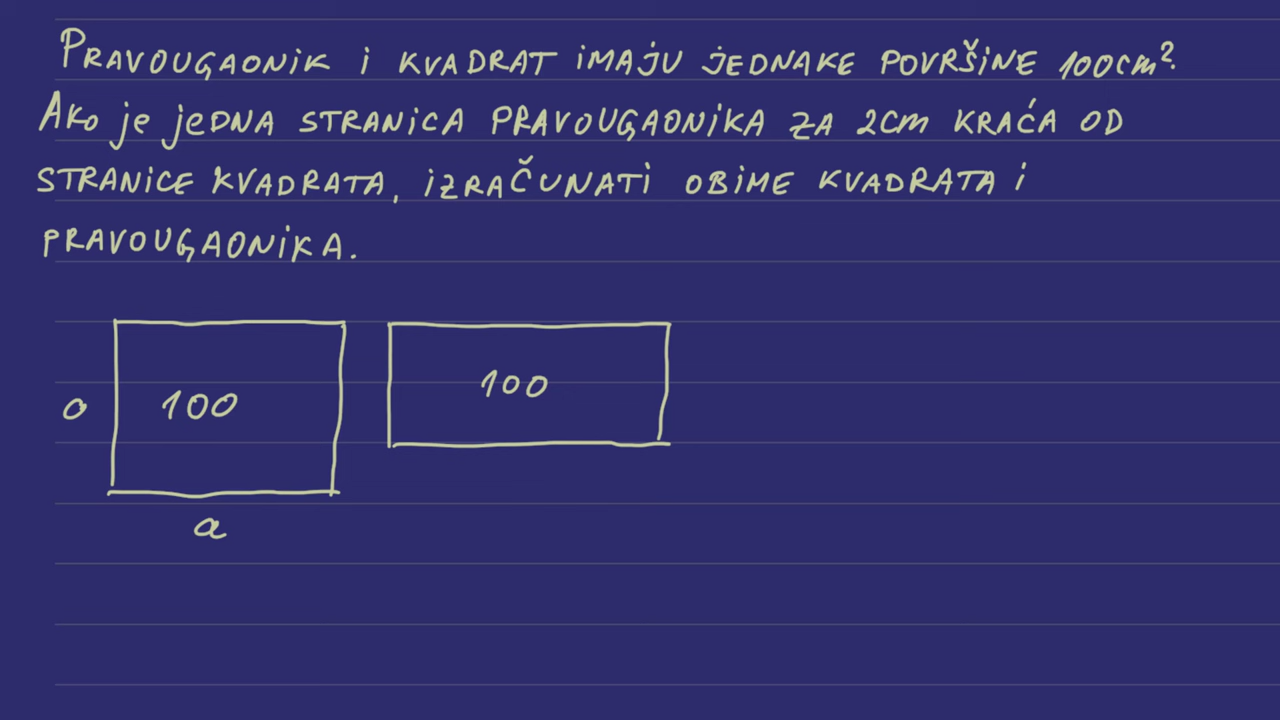 PRAVOUGAONIK I KVADRAT IMAJU JEDNAKE POVRŠINE 100cm².
AKO JE JEDNA STRANICA PRAVOUGAONIKA ZA 2cm KRAĆA OD
STRANICE KVADRATA, IZRAČUNATI OBIME KVADRATA I
PRAVOUGAONIKA.
a 100 100
a